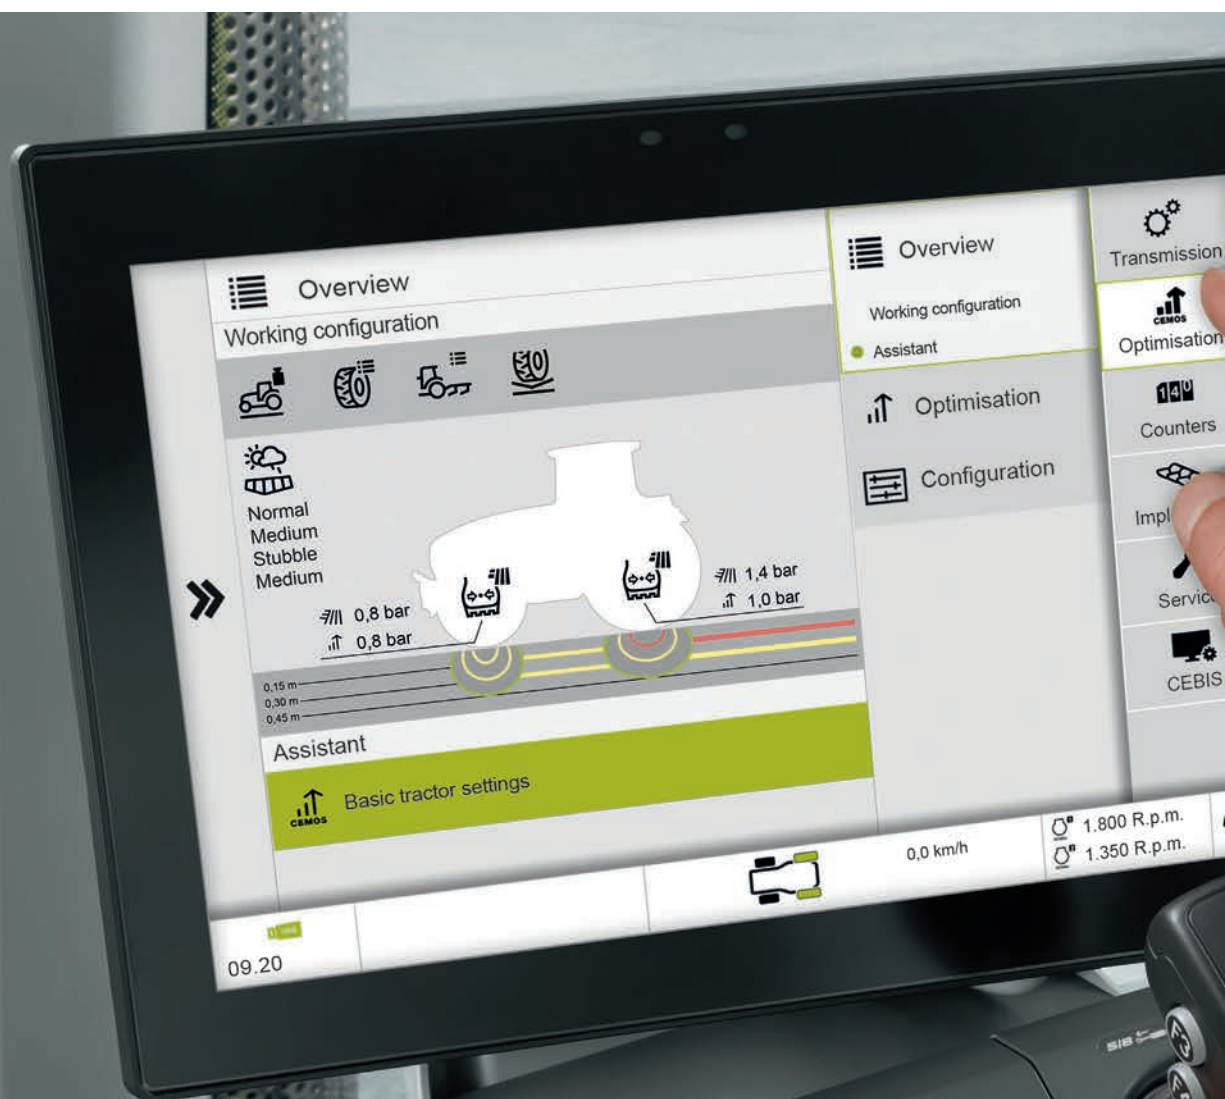 Overview
Working configuration
Normal
Medium
Stubble
Medium
0,8 bar
0,8 bar
1,4 bar
1,0 bar
0,15 m
0,30 m
0,45 m
Assistant
CEMOS
Basic tractor settings
Overview
Working configuration
Assistant
Optimisation
Configuration
Transmission
CEMOS
Optimisation
140
Counters
CEBIS
09.20
0,0 km/h
1.800 R.p.m.
1.350 R.p.m.
S/B
F3